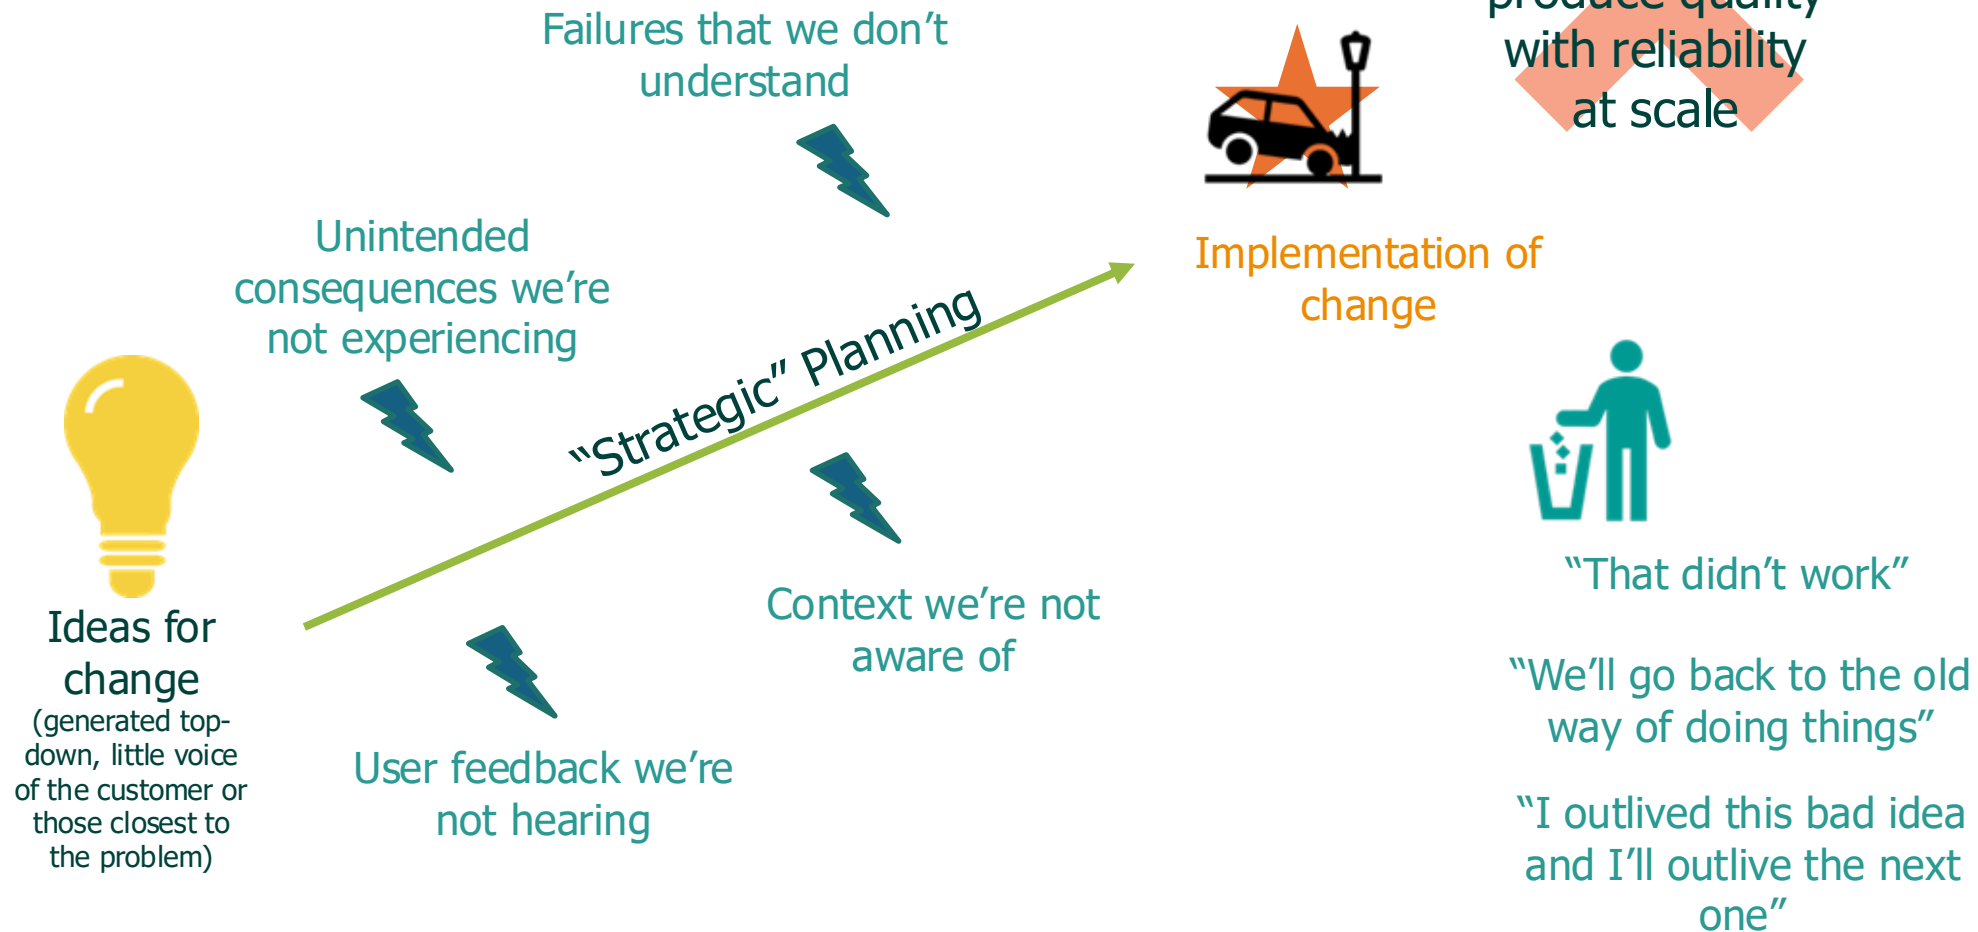 Failures that we don’t
understand
produce quality
with reliability
at scale
Unintended
consequences we’re
not experiencing
“Strategic” Planning
Implementation of
change
Ideas for
change
(generated top-
down, little voice
of the customer or
those closest to
the problem)
Context we’re not
aware of
User feedback we’re
not hearing
“That didn’t work”
“We’ll go back to the old
way of doing things”
“I outlived this bad idea
and I’ll outlive the next
one”